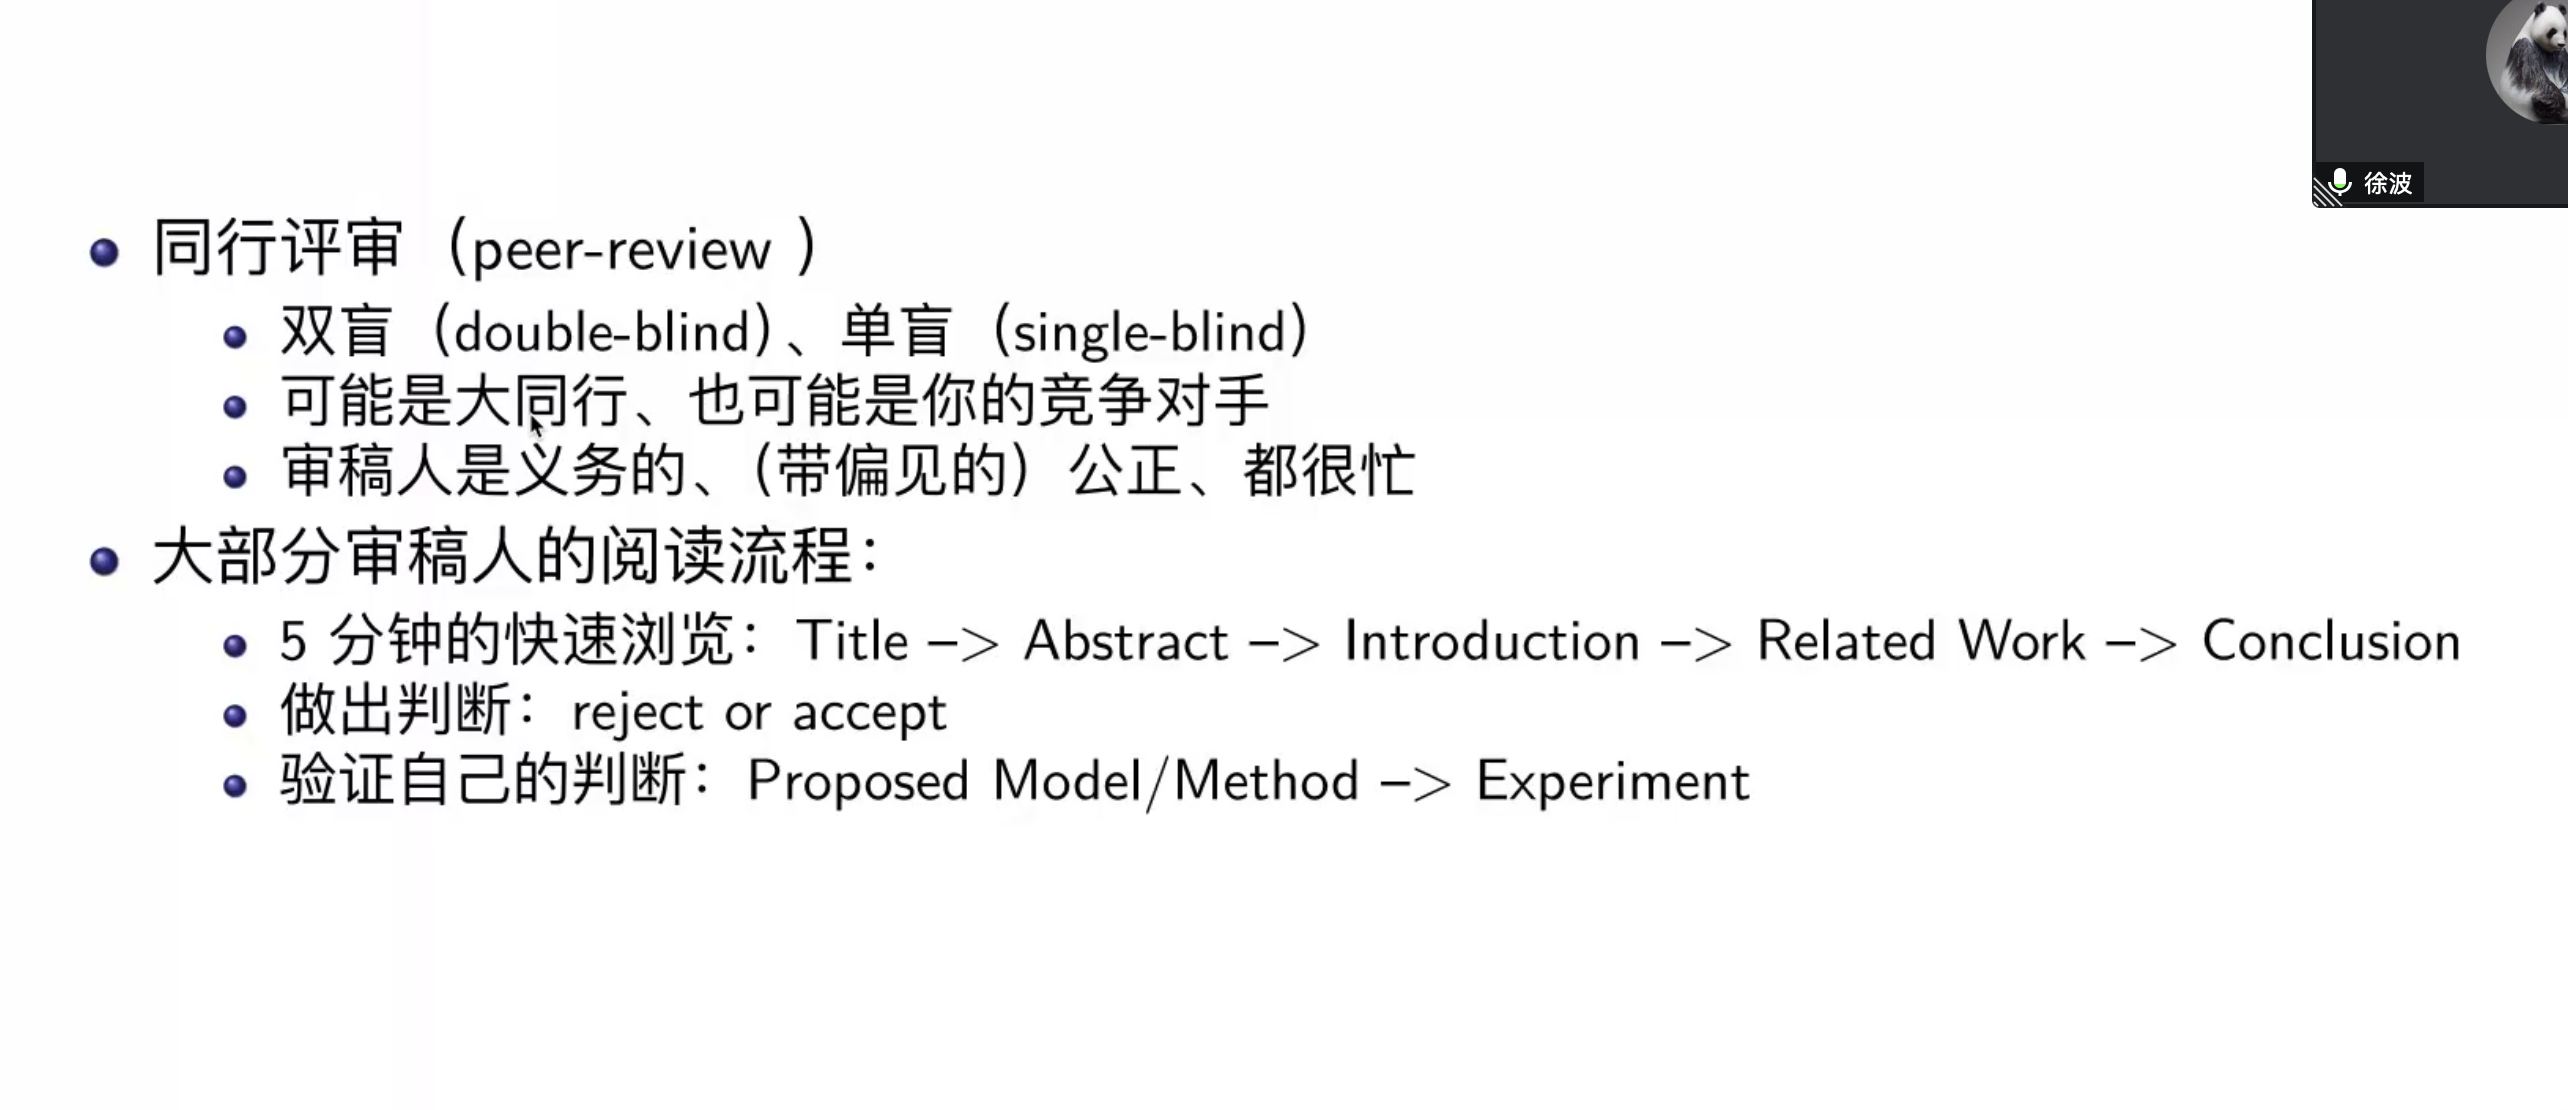 徐波
同行评审（peer-review ）
双盲（double-blind）、单盲（single-blind）
可能是大同行、也可能是你的竞争对手
审稿人是义务的、（带偏见的）公正、都很忙
大部分审稿人的阅读流程：
5 分钟的快速浏览：Title –> Abstract –> Introduction –> Related Work –> Conclusion
做出判断：reject or accept
验证自己的判断：Proposed Model/Method –> Experiment